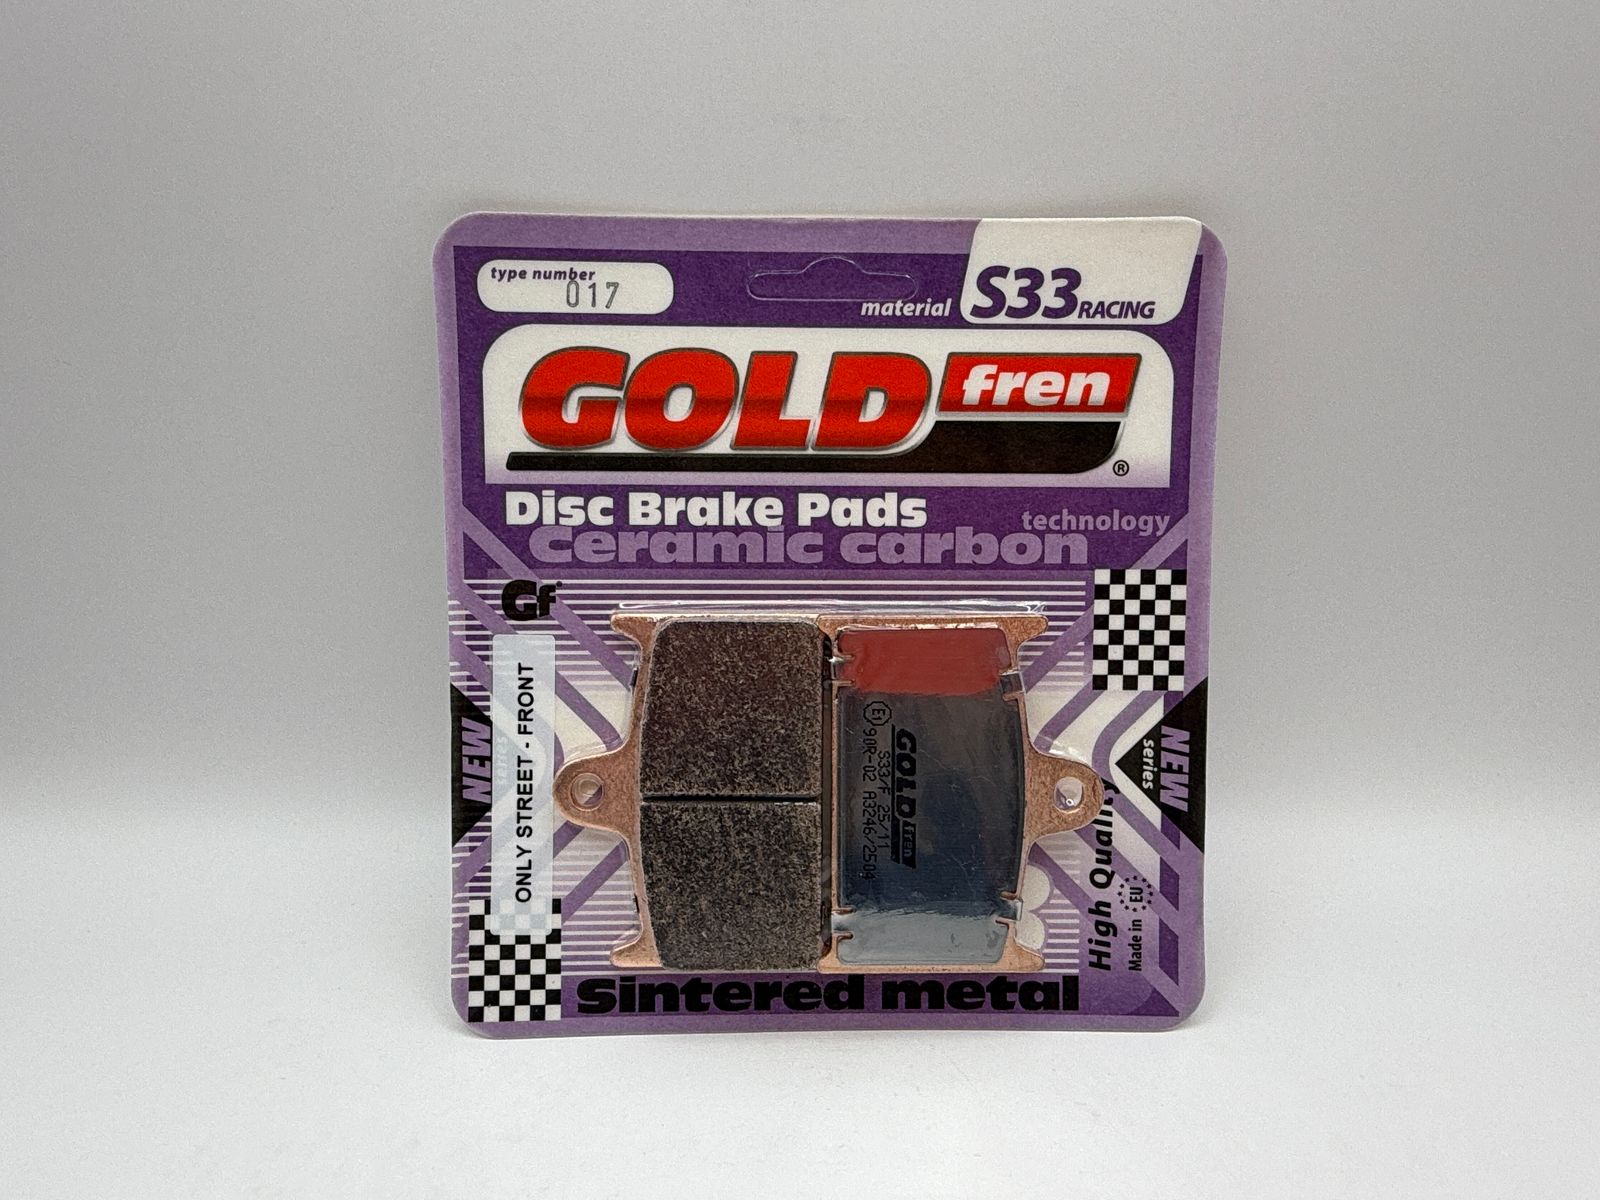 type number
017
material S33 RACING
GOLD fren
®
Disc Brake Pads
technology
Ceramic carbon
Gf
ONLY STREET - FRONT
NEW
series
GOLD fren
S33/F 25/11
E1 90R-02 A3246/2504
NEW
series
High Quality
Made in EU
Sintered metal